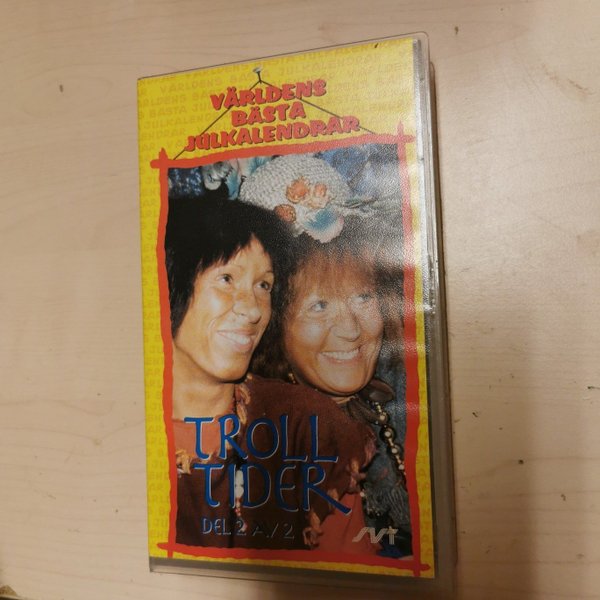 VÄRLDENS
BÄSTA
JULKALENDRAR
TROLL
TIDER
DEL 2 AV 2
SVT